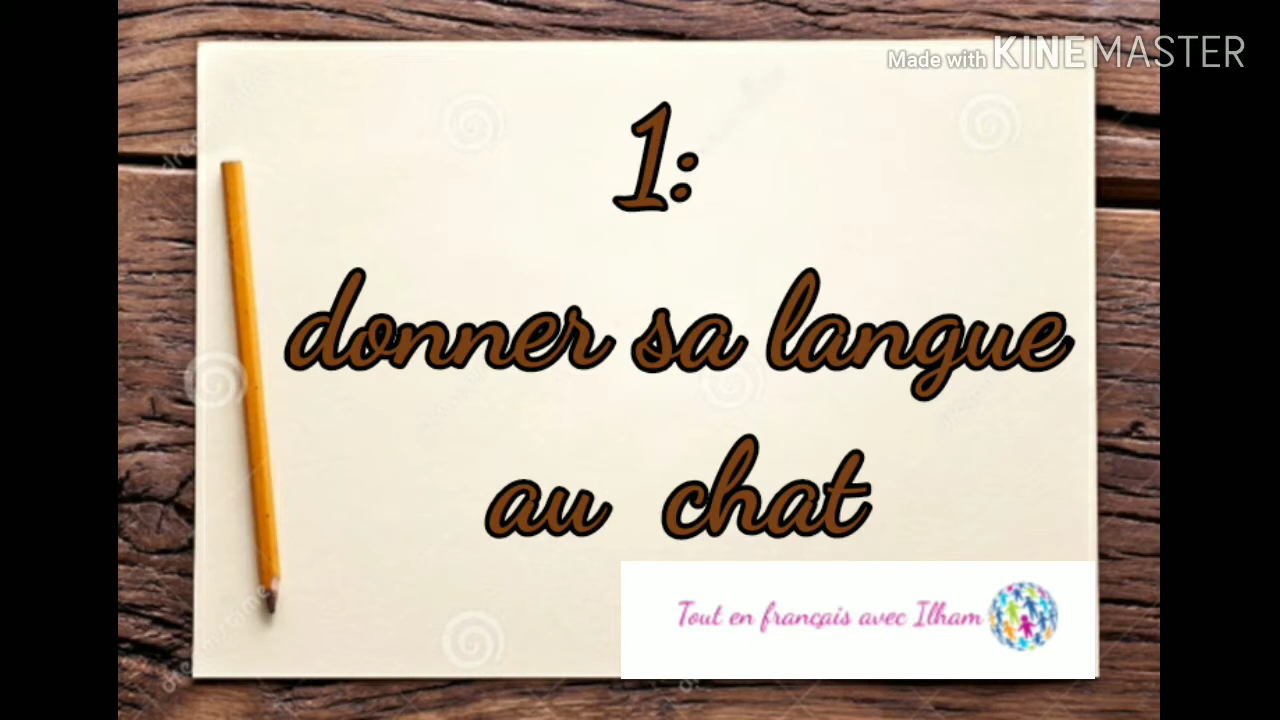 Made with KINEMASTER
1:
donner sa langue
au chat
Tout en français avec Ilham